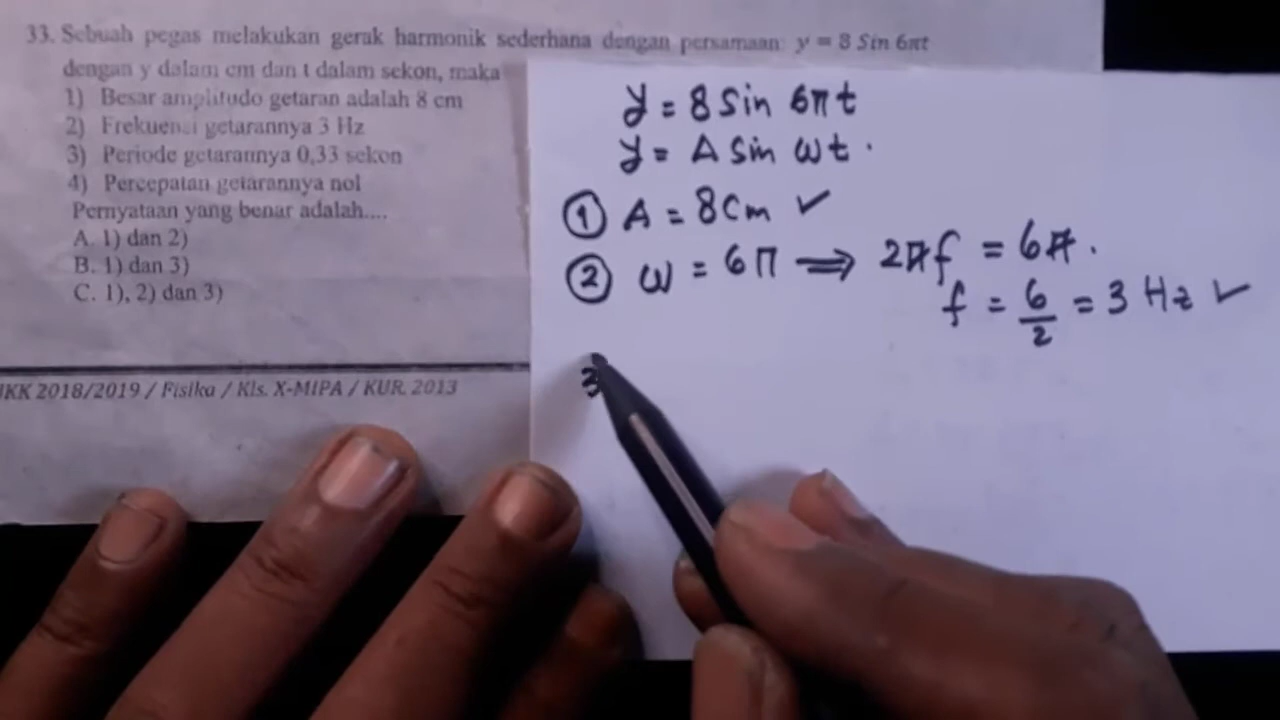 33. Sebuah pegas melakukan gerak harmonik sederhana dengan persamaan: y = 8 Sin 6πt
dengan y dalam cm dan t dalam sekon, maka
1) Besar amplitudo getaran adalah 8 cm
2) Frekuensi getarannya 3 Hz
3) Periode getarannya 0,33 sekon
4) Percepatan getarannya nol
Pernyataan yang benar adalah....
A. 1) dan 2)
B. 1) dan 3)
C. 1), 2) dan 3)
KK 2018/2019 / Fisika / Kls. X-MIPA / KUR. 2013
y = 8 Sin 6π t
y = A Sin ωt .
① A = 8 Cm ✓
② ω = 6π ⟹ 2πf = 6π .
f = 6/2 = 3 Hz ✓
3